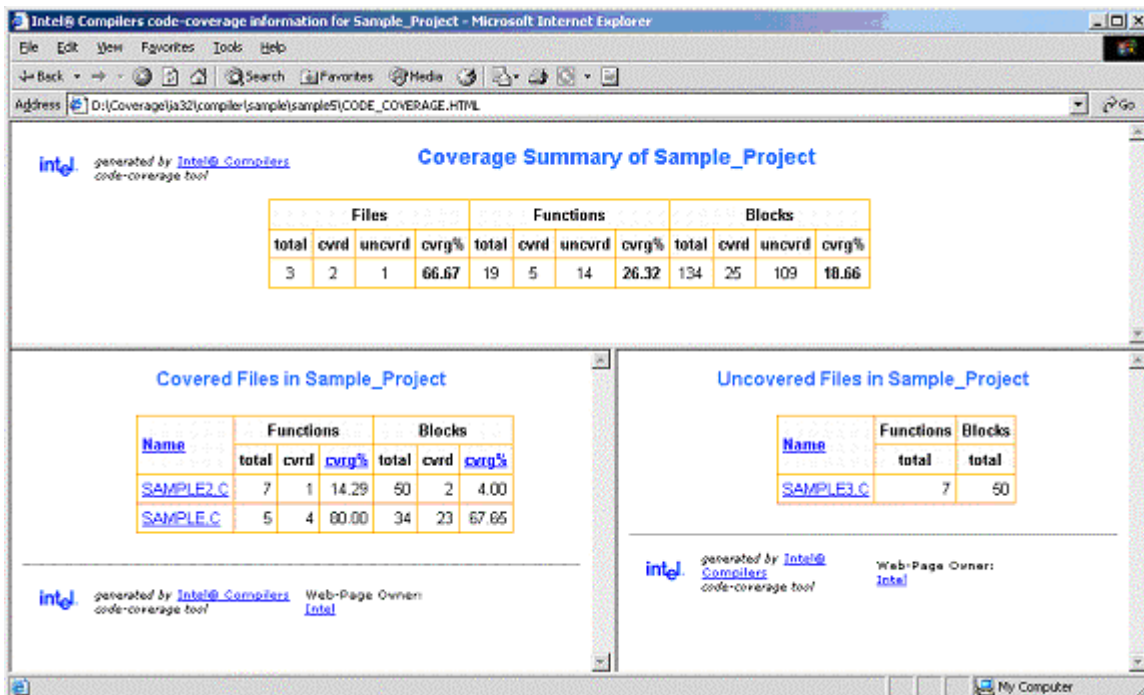 Intel® Compilers code-coverage information for Sample_Project - Microsoft Internet Explorer
File Edit View Favorites Tools Help
Back Search Favorites Media
Address D:\Coverage\ia32\compiler\sample\sample5\CODE_COVERAGE.HTML Go
intel. generated by Intel® Compilers
code-coverage tool
Coverage Summary of Sample_Project
Files Functions Blocks
total cvrd uncvrd cvrg% total cvrd uncvrd cvrg% total cvrd uncvrd cvrg%
3 2 1 66.67 19 5 14 26.32 134 25 109 18.66
Covered Files in Sample_Project
Name Functions Blocks
total cvrd cvrg% total cvrd cvrg%
SAMPLE2.C 7 1 14.29 50 2 4.00
SAMPLE.C 5 4 80.00 34 23 67.65
intel. generated by Intel® Compilers
code-coverage tool
Web-Page Owner:
Intel
Uncovered Files in Sample_Project
Name Functions Blocks
total total
SAMPLE3.C 7 50
intel. generated by Intel®
Compilers
code-coverage tool
Web-Page Owner:
Intel
My Computer